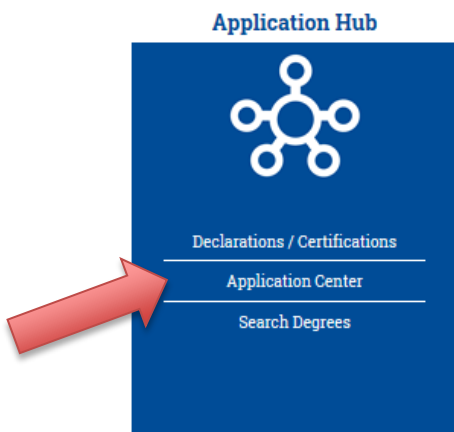 Application Hub
Declarations / Certifications
Application Center
Search Degrees